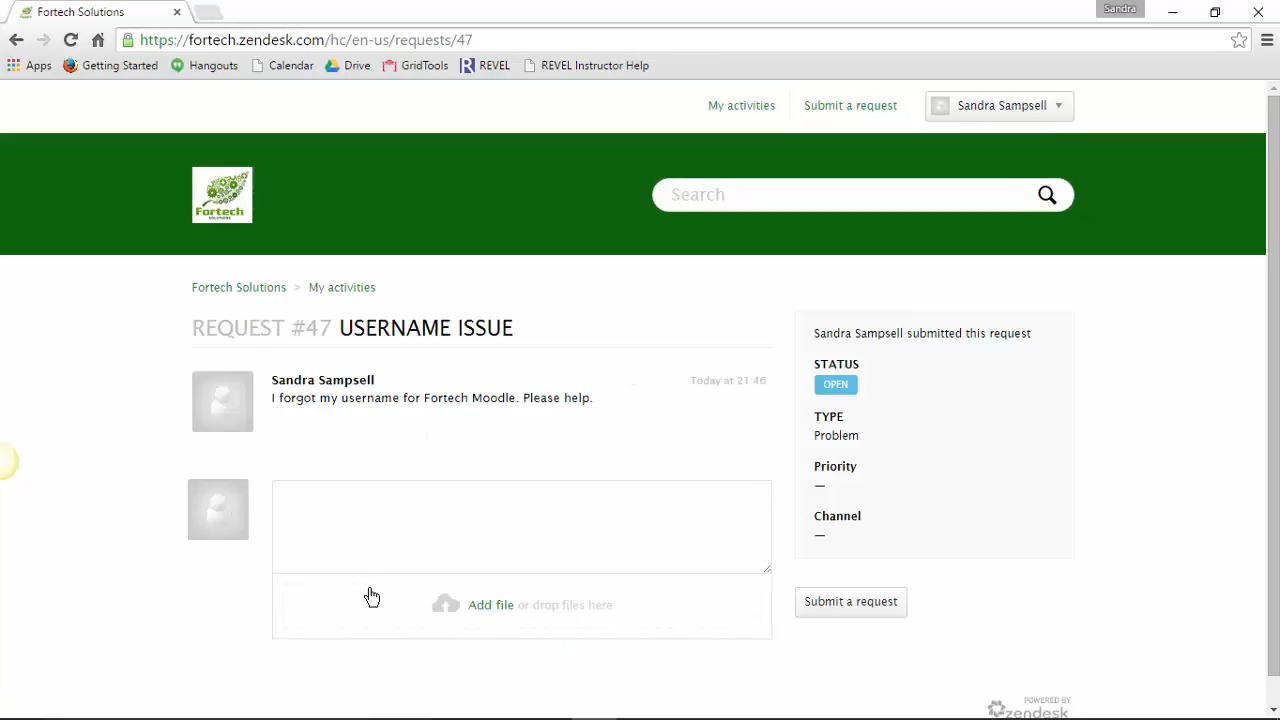 Fortech Solutions
Sandra
https://fortech.zendesk.com/hc/en-us/requests/47
Apps Getting Started Hangouts Calendar Drive GridTools REVEL REVEL Instructor Help
My activities Submit a request Sandra Sampsell
Fortech
SOLUTIONS
Search
Fortech Solutions > My activities
REQUEST #47 USERNAME ISSUE
Sandra Sampsell Today at 21:46
I forgot my username for Fortech Moodle. Please help.
Add file or drop files here
Sandra Sampsell submitted this request
STATUS
OPEN
TYPE
Problem
Priority
—
Channel
—
Submit a request
POWERED BY
zendesk